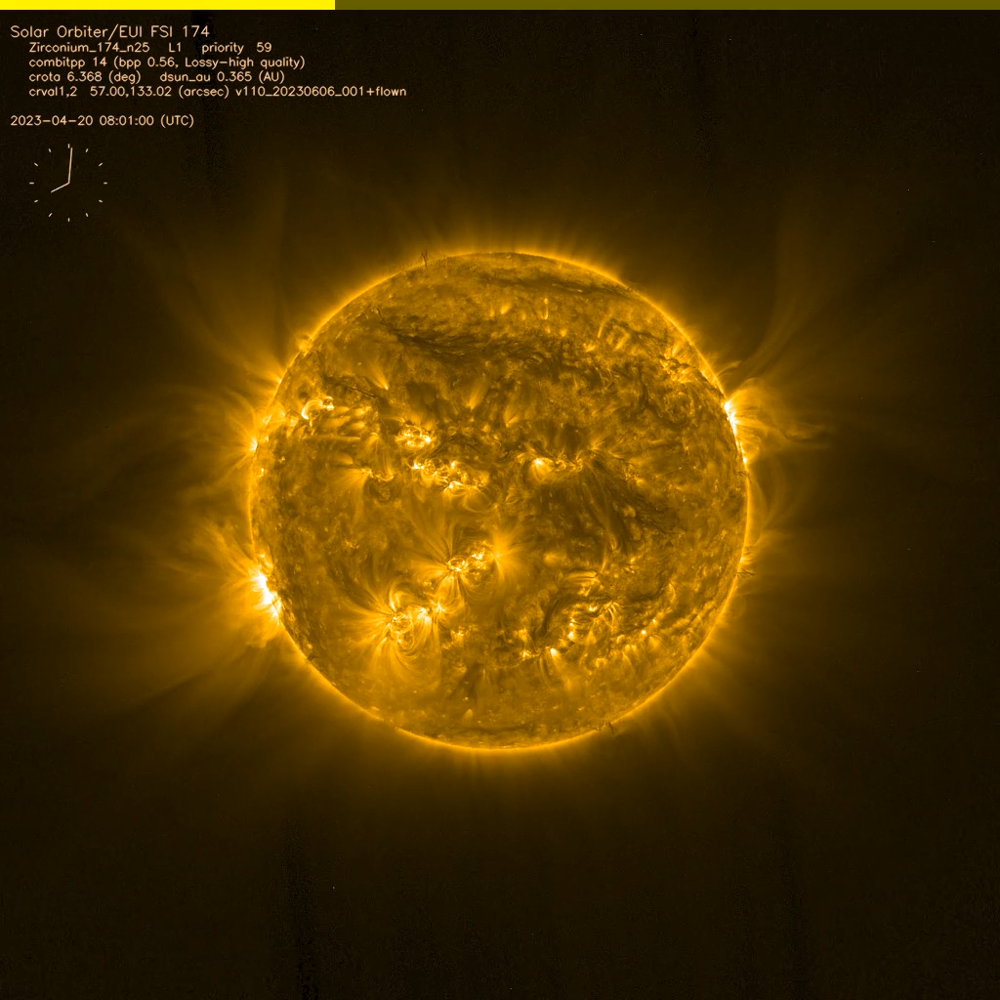 Solar Orbiter/EUI FSI 174
Zirconium_174_n25 L1 priority 59
combitpp 14 (bpp 0.56, Lossy-high quality)
crota 6.368 (deg) dsun_au 0.365 (AU)
crval1,2 57.00,133.02 (arcsec) v110_20230606_001+flown
2023-04-20 08:01:00 (UTC)